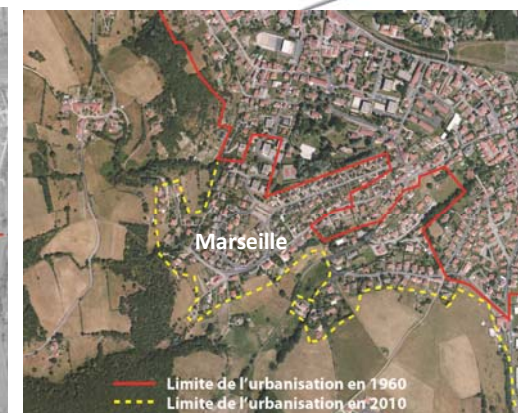 Marseille
Limite de l'urbanisation en 1960
Limite de l'urbanisation en 2010